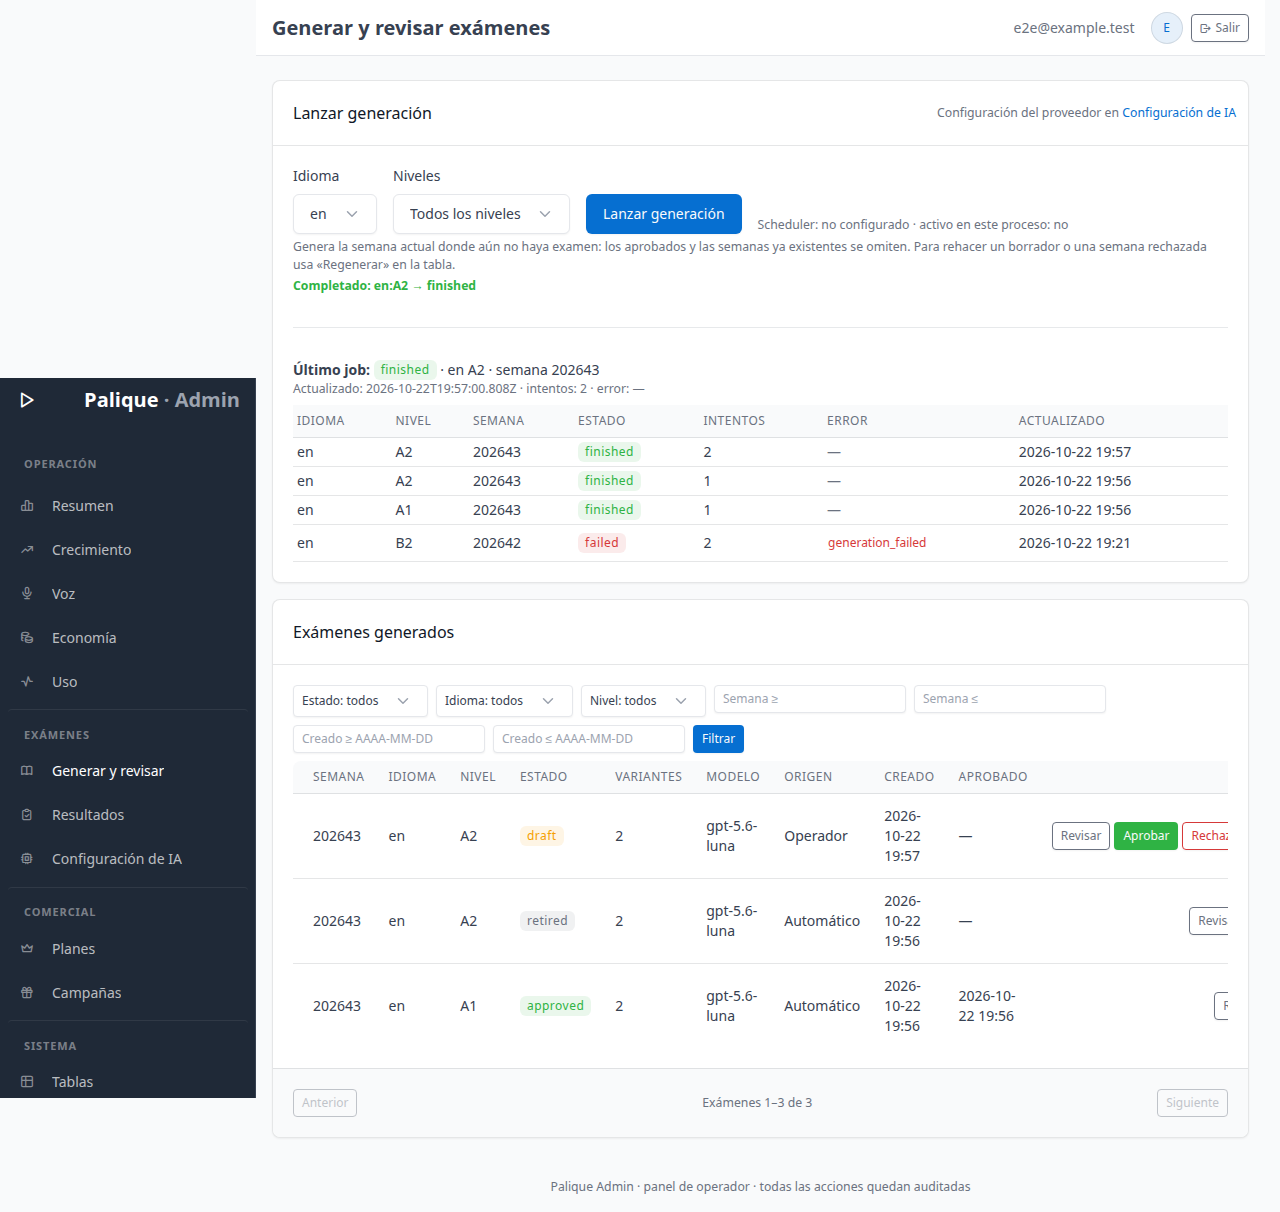 Generar y revisar exámenes
e2e@example.test
E
Salir
Lanzar generación
Configuración del proveedor en Configuración de IA
Idioma
Niveles
en
Todos los niveles
Lanzar generación
Scheduler: no configurado · activo en este proceso: no
Genera la semana actual donde aún no haya examen: los aprobados y las semanas ya existentes se omiten. Para rehacer un borrador o una semana rechazada
usa «Regenerar» en la tabla.
Completado: en:A2 → finished
Último job: finished · en A2 · semana 202643
Actualizado: 2026-10-22T19:57:00.808Z · intentos: 2 · error: —
IDIOMA NIVEL SEMANA ESTADO INTENTOS ERROR ACTUALIZADO
en A2 202643 finished 2 — 2026-10-22 19:57
en A2 202643 finished 1 — 2026-10-22 19:56
en A1 202643 finished 1 — 2026-10-22 19:56
en B2 202642 failed 2 generation_failed 2026-10-22 19:21
Palique · Admin
OPERACIÓN
Resumen
Crecimiento
Voz
Economía
Uso
EXÁMENES
Generar y revisar
Resultados
Configuración de IA
COMERCIAL
Planes
Campañas
SISTEMA
Tablas
Exámenes generados
Estado: todos
Idioma: todos
Nivel: todos
Semana ≥
Semana ≤
Creado ≥ AAAA-MM-DD
Creado ≤ AAAA-MM-DD
Filtrar
SEMANA IDIOMA NIVEL ESTADO VARIANTES MODELO ORIGEN CREADO APROBADO
202643 en A2 draft 2 gpt-5.6-luna Operador 2026-10-22 19:57 — Revisar Aprobar Rechaz
202643 en A2 retired 2 gpt-5.6-luna Automático 2026-10-22 19:56 — Revis
202643 en A1 approved 2 gpt-5.6-luna Automático 2026-10-22 19:56 2026-10-22 19:56 R
Anterior
Exámenes 1–3 de 3
Siguiente
Palique Admin · panel de operador · todas las acciones quedan auditadas